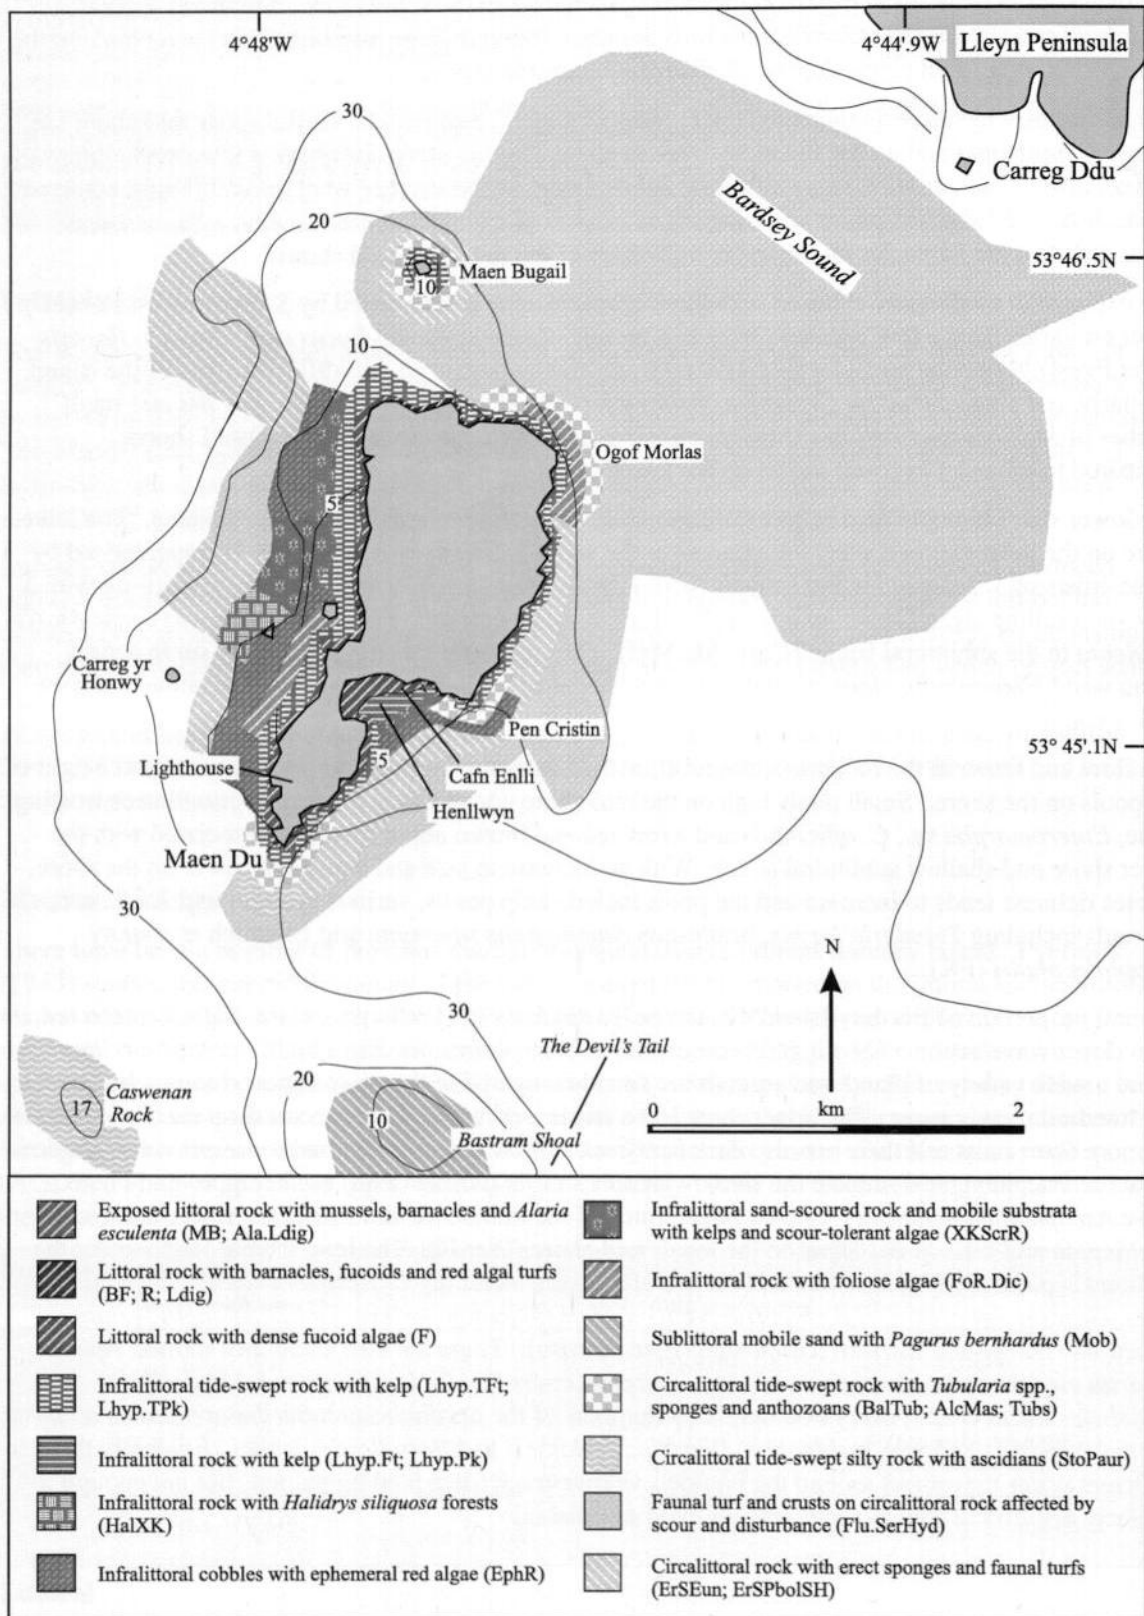 4°48'W
4°44'.9W
Lleyn Peninsula
30
Carreg Ddu
20
Bardsey Sound
53°46'.5N
Maen Bugail
10
10
Ogof Morlas
5
Carreg yr
Honwy
Pen Cristin
53° 45'.1N
5
Lighthouse
Cafn Enlli
Henllwyn
Maen Du
30
N
30
The Devil's Tail
20
0
km
2
Caswenan
Rock
17
10
Bastram Shoal
Exposed littoral rock with mussels, barnacles and Alaria
esculenta (MB; Ala.Ldig)
Littoral rock with barnacles, fucoids and red algal turfs
(BF; R; Ldig)
Littoral rock with dense fucoid algae (F)
Infralittoral tide-swept rock with kelp (Lhyp.TFt;
Lhyp.TPk)
Infralittoral rock with kelp (Lhyp.Ft; Lhyp.Pk)
Infralittoral rock with Halidrys siliquosa forests
(HalXK)
Infralittoral cobbles with ephemeral red algae (EphR)
Infralittoral sand-scoured rock and mobile substrata
with kelps and scour-tolerant algae (XKScrR)
Infralittoral rock with foliose algae (FoR.Dic)
Sublittoral mobile sand with Pagurus bernhardus (Mob)
Circalittoral tide-swept rock with Tubularia spp.,
sponges and anthozoans (BalTub; AlcMas; Tubs)
Circalittoral tide-swept silty rock with ascidians (StoPaur)
Faunal turf and crusts on circalittoral rock affected by
scour and disturbance (Flu.SerHyd)
Circalittoral rock with erect sponges and faunal turfs
(ErSEun; ErSPbolSH)